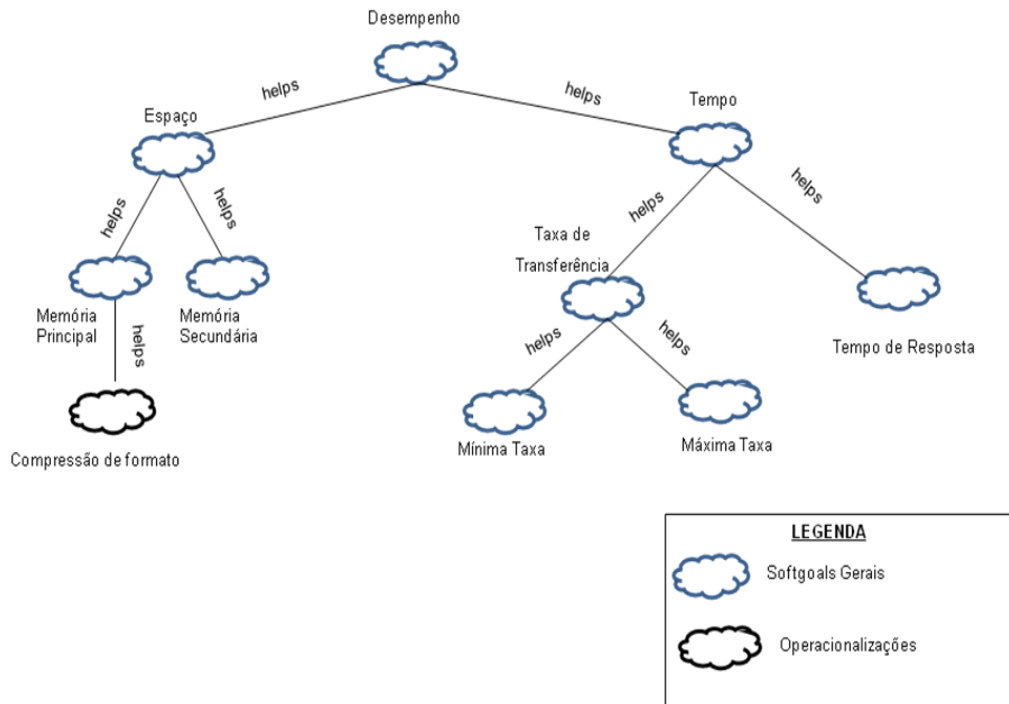 Desempenho
helps
helps
Espaço
Tempo
helps
helps
helps
helps
Taxa de
Transferência
Memória
Principal
Memória
Secundária
helps
helps
helps
Tempo de Resposta
Compressão de formato
Mínima Taxa
Máxima Taxa
LEGENDA
Softgoals Gerais
Operacionalizações